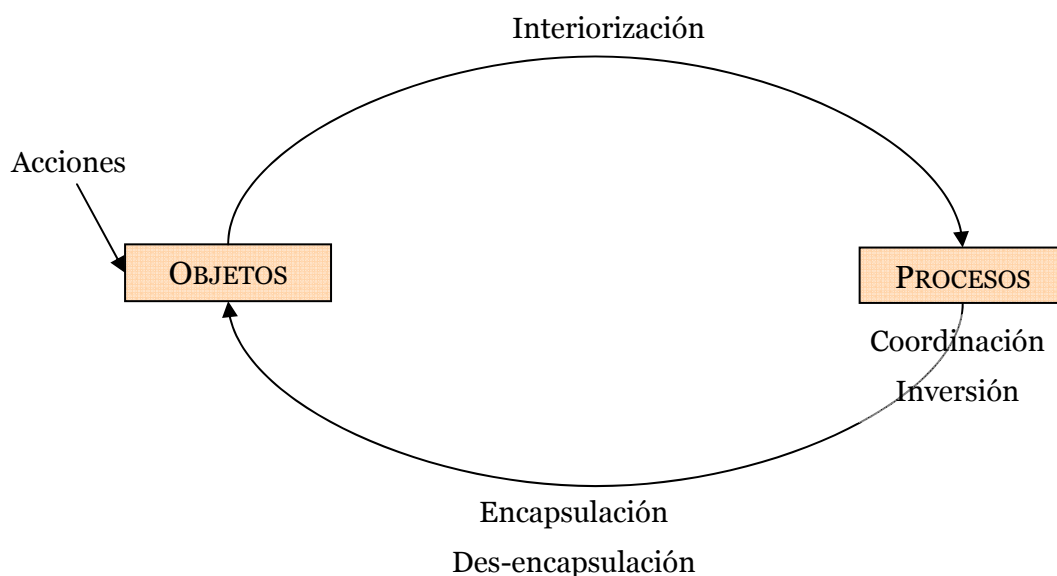 Interiorización
Acciones
OBJETOS
PROCESOS
Coordinación
Inversión
Encapsulación
Des-encapsulación